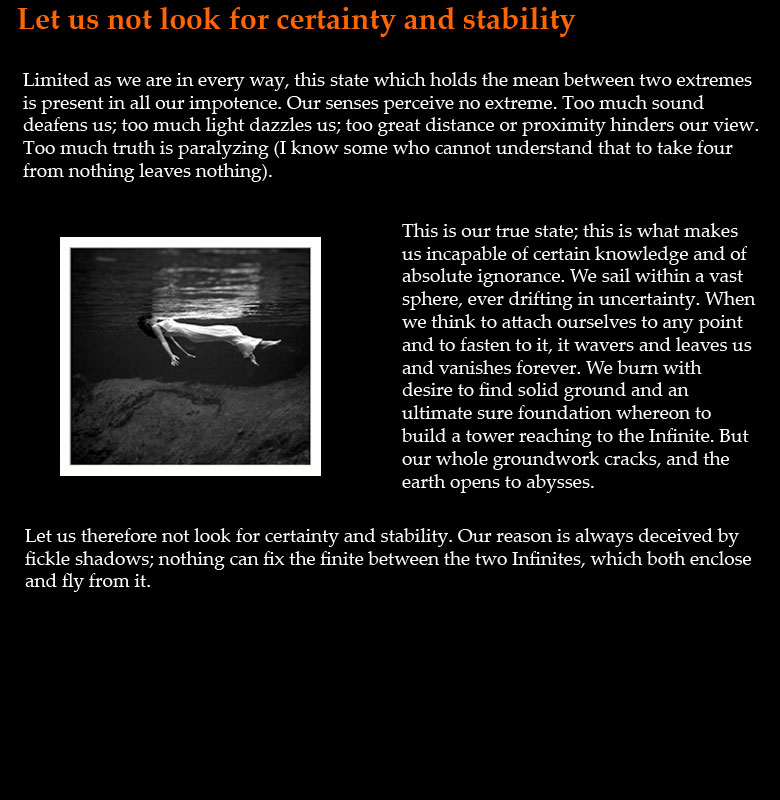 Let us not look for certainty and stability
Limited as we are in every way, this state which holds the mean between two extremes
is present in all our impotence. Our senses perceive no extreme. Too much sound
deafens us; too much light dazzles us; too great distance or proximity hinders our view.
Too much truth is paralyzing (I know some who cannot understand that to take four
from nothing leaves nothing).
This is our true state; this is what makes
us incapable of certain knowledge and of
absolute ignorance. We sail within a vast
sphere, ever drifting in uncertainty. When
we think to attach ourselves to any point
and to fasten to it, it wavers and leaves us
and vanishes forever. We burn with
desire to find solid ground and an
ultimate sure foundation whereon to
build a tower reaching to the Infinite. But
our whole groundwork cracks, and the
earth opens to abysses.
Let us therefore not look for certainty and stability. Our reason is always deceived by
fickle shadows; nothing can fix the finite between the two Infinites, which both enclose
and fly from it.